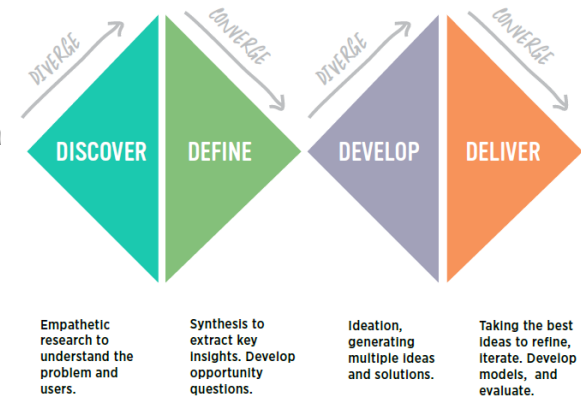 DIVERGE
CONVERGE
DIVERGE
CONVERGE
DISCOVER
DEFINE
DEVELOP
DELIVER
Empathetic
research to
understand the
problem and
users.
Synthesis to
extract key
insights. Develop
opportunity
questions.
Ideation,
generating
multiple ideas
and solutions.
Taking the best
ideas to refine,
iterate. Develop
models, and
evaluate.